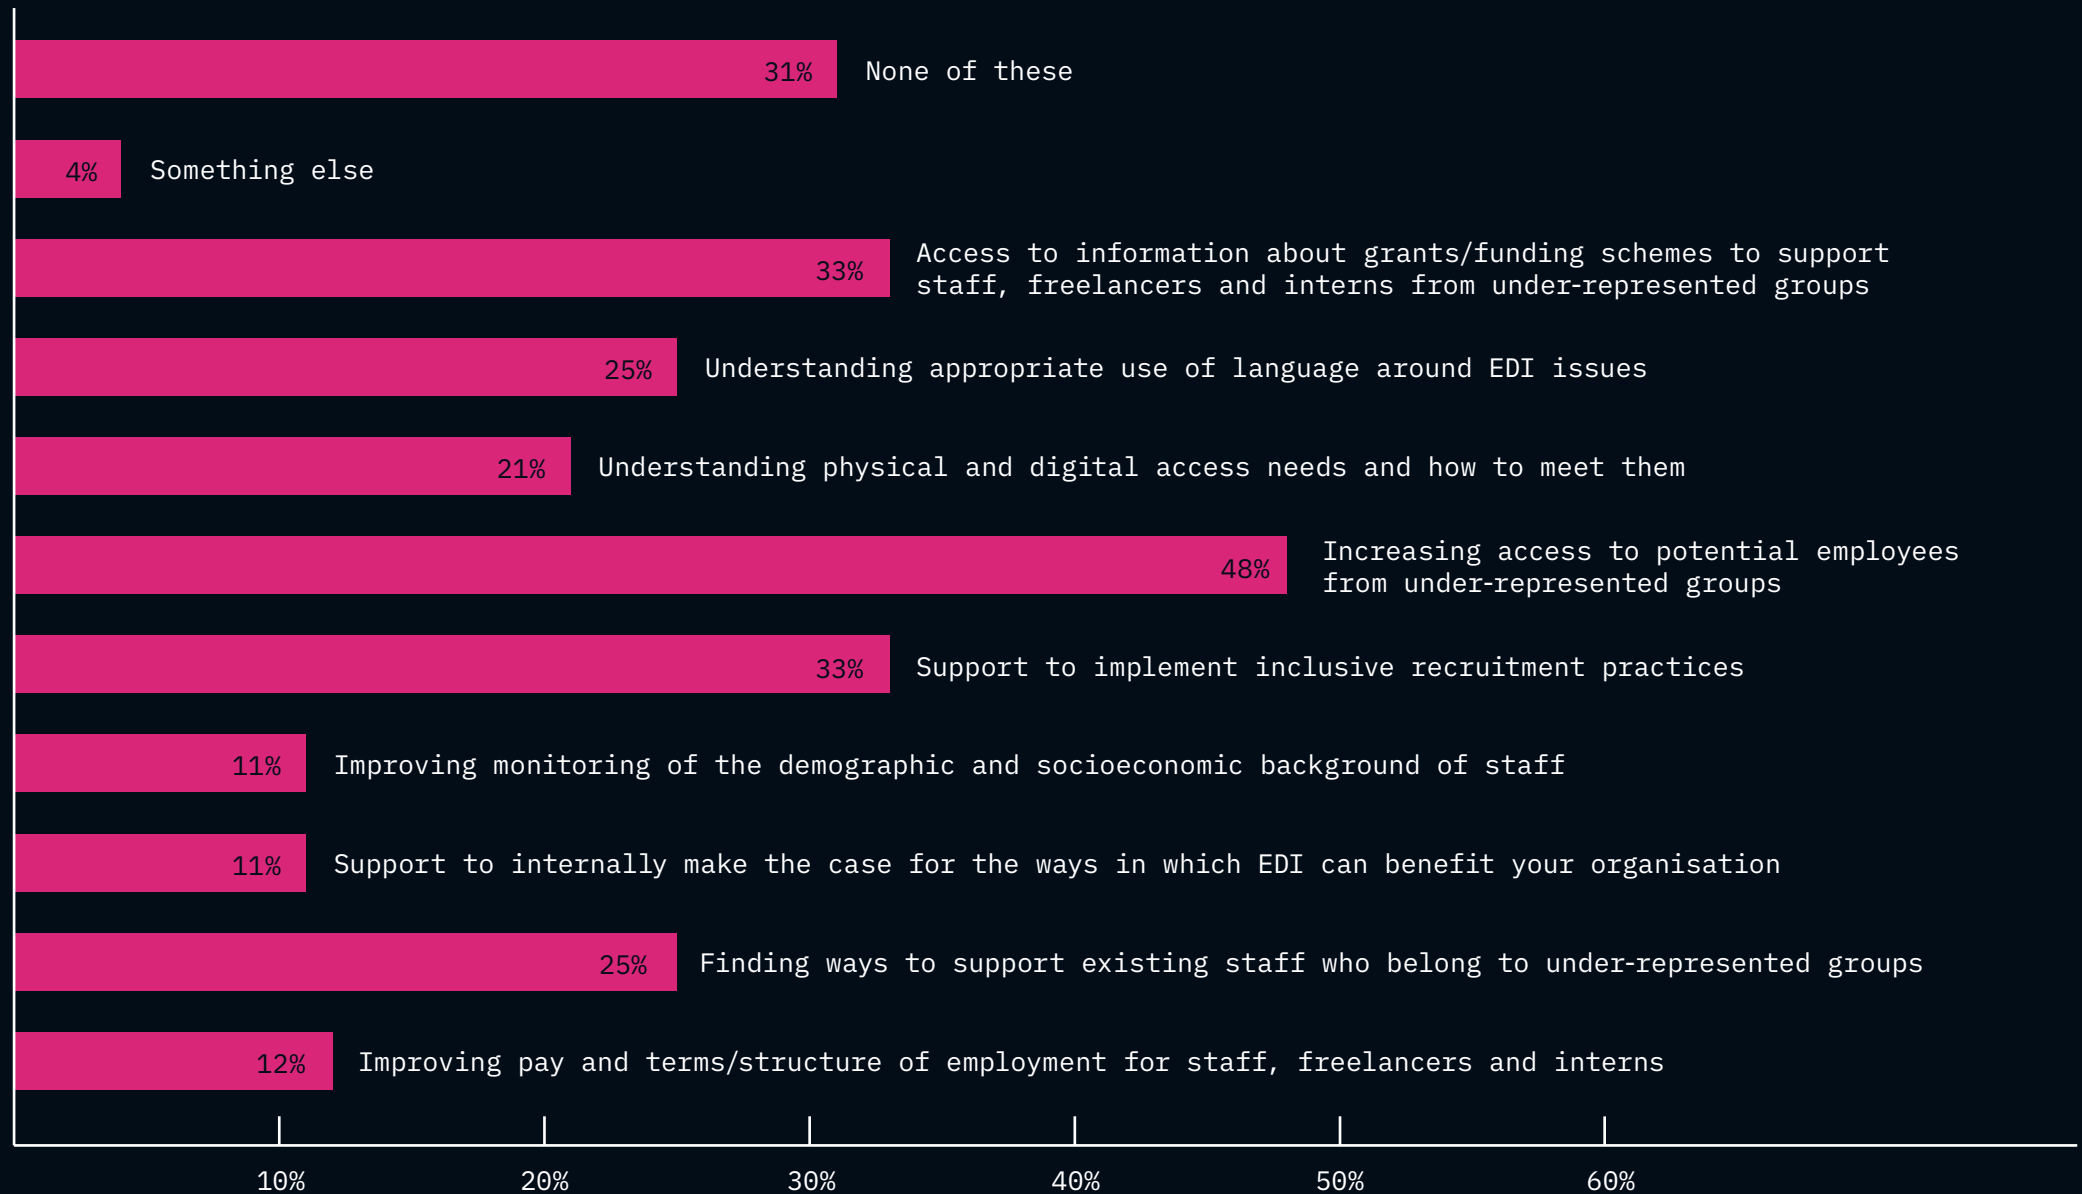 31% None of these
4% Something else
33% Access to information about grants/funding schemes to support
staff, freelancers and interns from under-represented groups
25% Understanding appropriate use of language around EDI issues
21% Understanding physical and digital access needs and how to meet them
48% Increasing access to potential employees
from under-represented groups
33% Support to implement inclusive recruitment practices
11% Improving monitoring of the demographic and socioeconomic background of staff
11% Support to internally make the case for the ways in which EDI can benefit your organisation
25% Finding ways to support existing staff who belong to under-represented groups
12% Improving pay and terms/structure of employment for staff, freelancers and interns
10% 20% 30% 40% 50% 60%